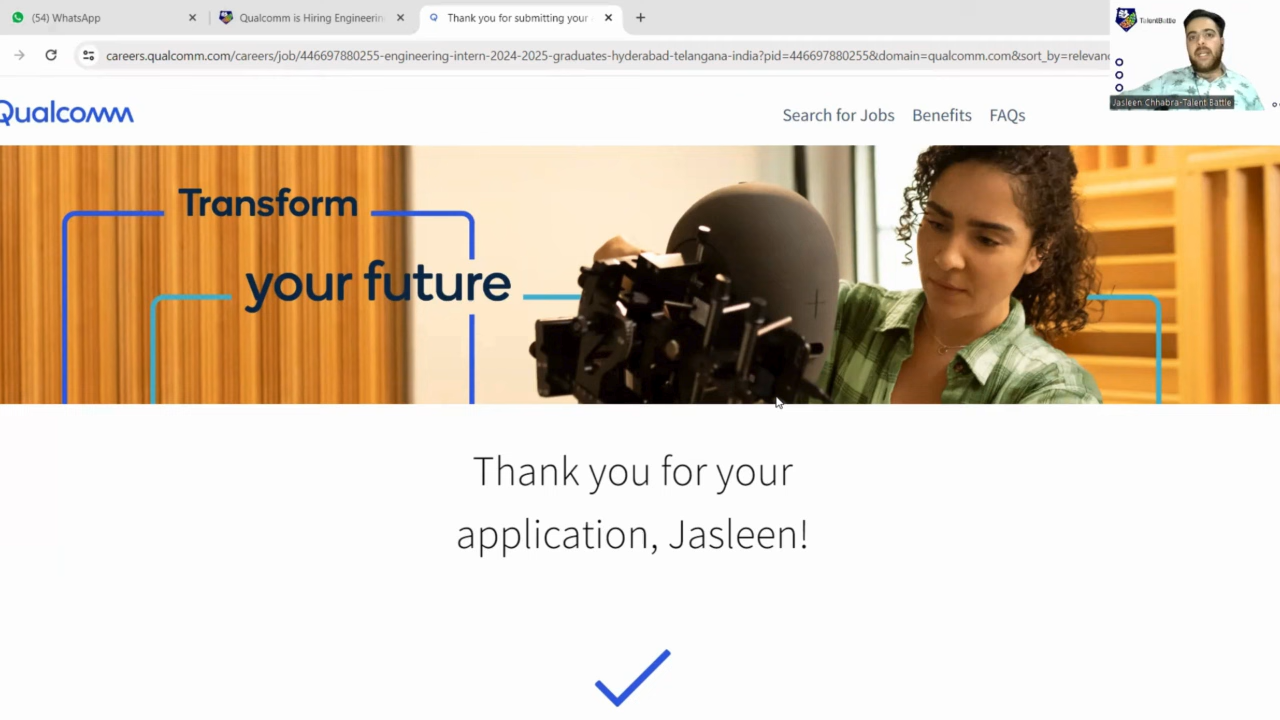 (54) WhatsApp
Qualcomm is Hiring Engineerin
Thank you for submitting your
careers.qualcomm.com/careers/job/446697880255-engineering-intern-2024-2025-graduates-hyderabad-telangana-india?pid=446697880255&domain=qualcomm.com&sort_by=relevanc
TalentBattle
Jasleen Chhabra-Talent Battle
Qualcomm
Search for Jobs Benefits FAQs
Transform
your future
Thank you for your
application, Jasleen!